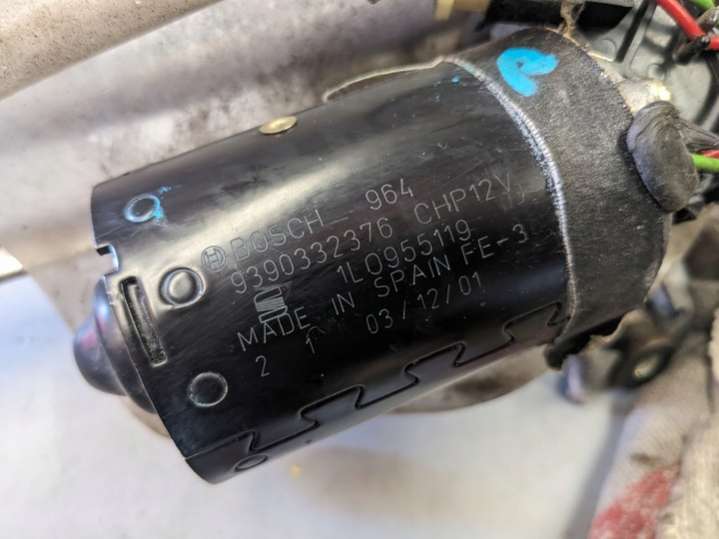 BOSCH 964
9390332376 CHP12V
1L0955119
MADE IN SPAIN FE-3
2 1 03/12/01